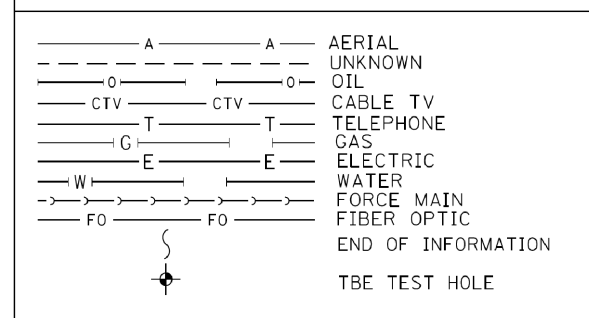 A A AERIAL
UNKNOWN
O O OIL
CTV CTV CABLE TV
T T TELEPHONE
G GAS
E E ELECTRIC
W WATER
FORCE MAIN
FO FO FIBER OPTIC
END OF INFORMATION
TBE TEST HOLE